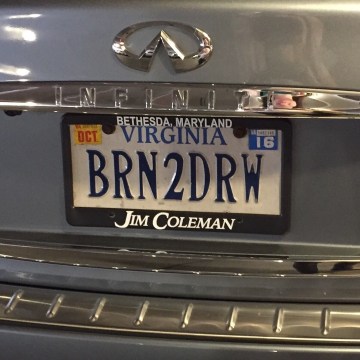 INFINITI
BETHESDA, MARYLAND
OCT
VIRGINIA
16
BRN2DRW
JIM COLEMAN